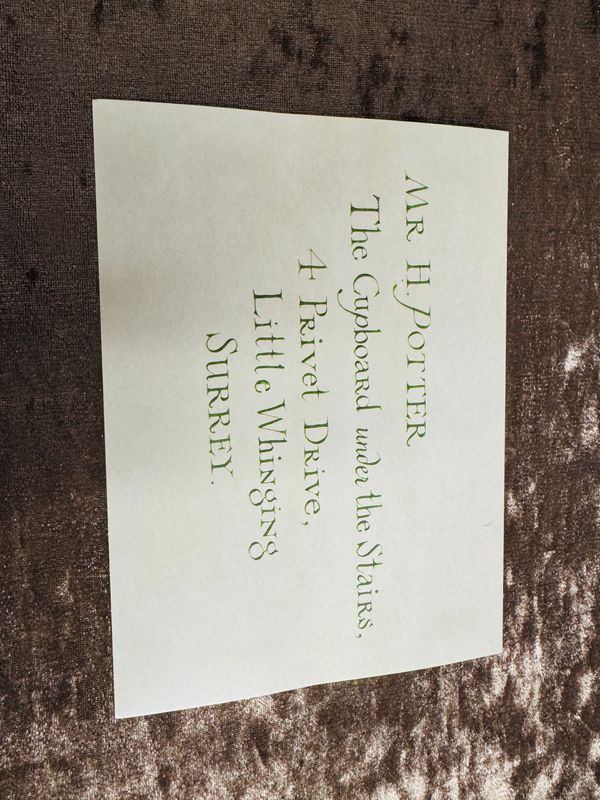 MR. H. POTTER
The Cupboard under the Stairs,
4 Privet Drive,
Little Whinging
SURREY.